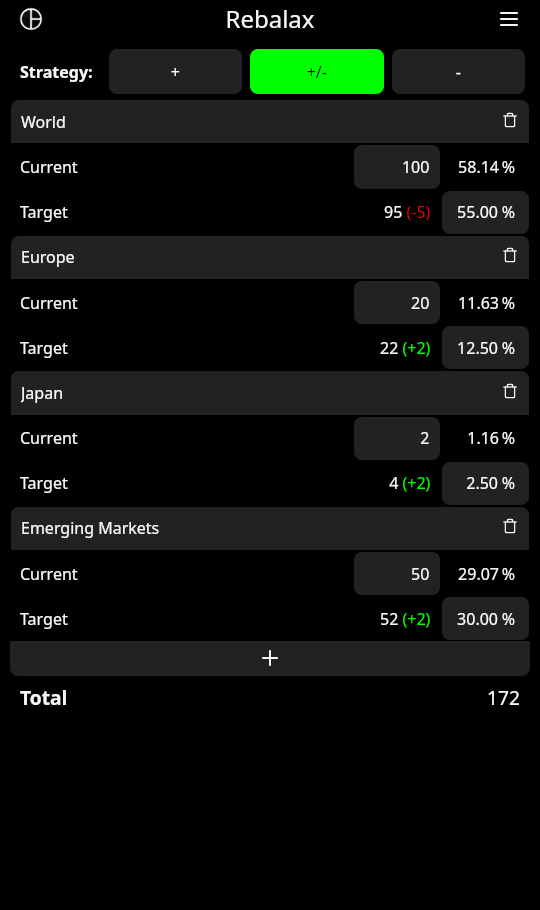 Rebalax
Strategy: + +/- -
World
Current 100 58.14 %
Target 95 (-5) 55.00 %
Europe
Current 20 11.63 %
Target 22 (+2) 12.50 %
Japan
Current 2 1.16 %
Target 4 (+2) 2.50 %
Emerging Markets
Current 50 29.07 %
Target 52 (+2) 30.00 %
+
Total 172